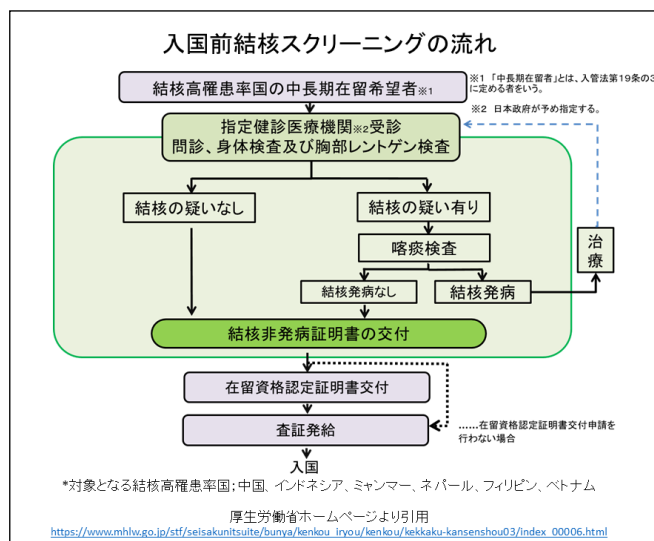 入国前結核スクリーニングの流れ
結核高罹患率国の中長期在留希望者※1
※1 「中長期在留者」とは、入管法第19条の3
に定める者をいう。
※2 日本政府が予め指定する。
指定健診医療機関※2受診
問診、身体検査及び胸部レントゲン検査
結核の疑いなし
結核の疑い有り
喀痰検査
治療
結核発病なし
結核発病
結核非発病証明書の交付
在留資格認定証明書交付
査証発給
……在留資格認定証明書交付申請を
行わない場合
入国
*対象となる結核高罹患率国;中国、インドネシア、ミャンマー、ネパール、フィリピン、ベトナム
厚生労働省ホームページより引用
https://www.mhlw.go.jp/stf/seisakunitsuite/bunya/kenkou_iryou/kenkou/kekkaku-kansenshou03/index_00006.html